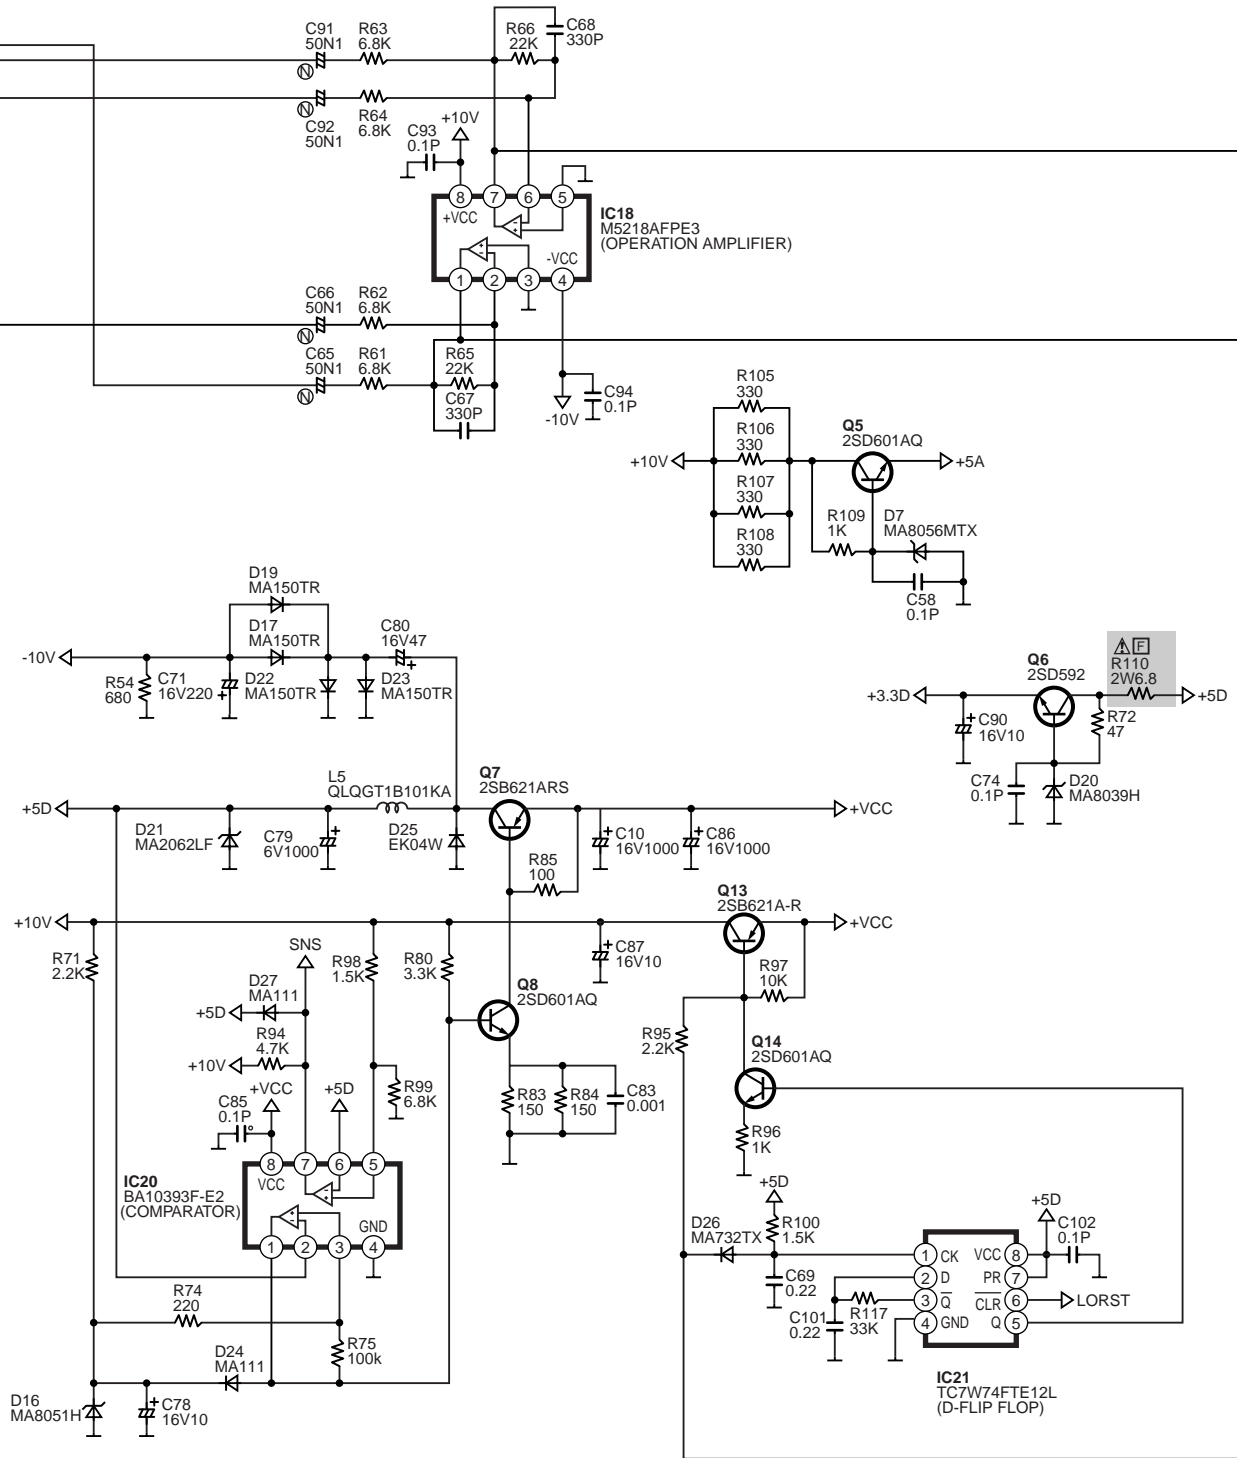 C91
50N1
R63
6.8K
R66
22K
C68
330P
N
N
C92
50N1
R64
6.8K
+10V
C93
0.1P
8
7
6
5
+VCC
-VCC
IC18
M5218AFPE3
(OPERATION AMPLIFIER)
1
2
3
4
C66
50N1
R62
6.8K
N
C65
50N1
R61
6.8K
N
R65
22K
C67
330P
C94
0.1P
-10V
R105
330
R106
330
R107
330
R108
330
+10V
Q5
2SD601AQ
+5A
R109
1K
D7
MA8056MTX
C58
0.1P
D19
MA150TR
D17
MA150TR
C80
16V47
-10V
R54
680
C71
16V220
D22
MA150TR
D23
MA150TR
Q6
2SD592
F
R110
2W6.8
+3.3D
+5D
C90
16V10
R72
47
C74
0.1P
D20
MA8039H
L5
QLQGT1B101KA
Q7
2SB621ARS
+5D
+VCC
D21
MA2062LF
C79
6V1000
D25
EK04W
C10
16V1000
C86
16V1000
R85
100
Q13
2SB621A-R
+10V
+VCC
R71
2.2K
SNS
R98
1.5K
R80
3.3K
C87
16V10
R97
10K
D27
MA111
+5D
R94
4.7K
+10V
Q8
2SD601AQ
R95
2.2K
Q14
2SD601AQ
+VCC
+5D
C85
0.1P
R99
6.8K
R83
150
R84
150
C83
0.001
R96
1K
8
7
6
5
VCC
GND
IC20
BA10393F-E2
(COMPARATOR)
1
2
3
4
+5D
R100
1.5K
D26
MA732TX
+5D
C102
0.1P
1 CK
VCC 8
2 D
PR 7
3 Q
CLR 6
LORST
4 GND
Q 5
C69
0.22
C101
0.22
R117
33K
R74
220
R75
100k
D24
MA111
D16
MA8051H
C78
16V10
IC21
TC7W74FTE12L
(D-FLIP FLOP)